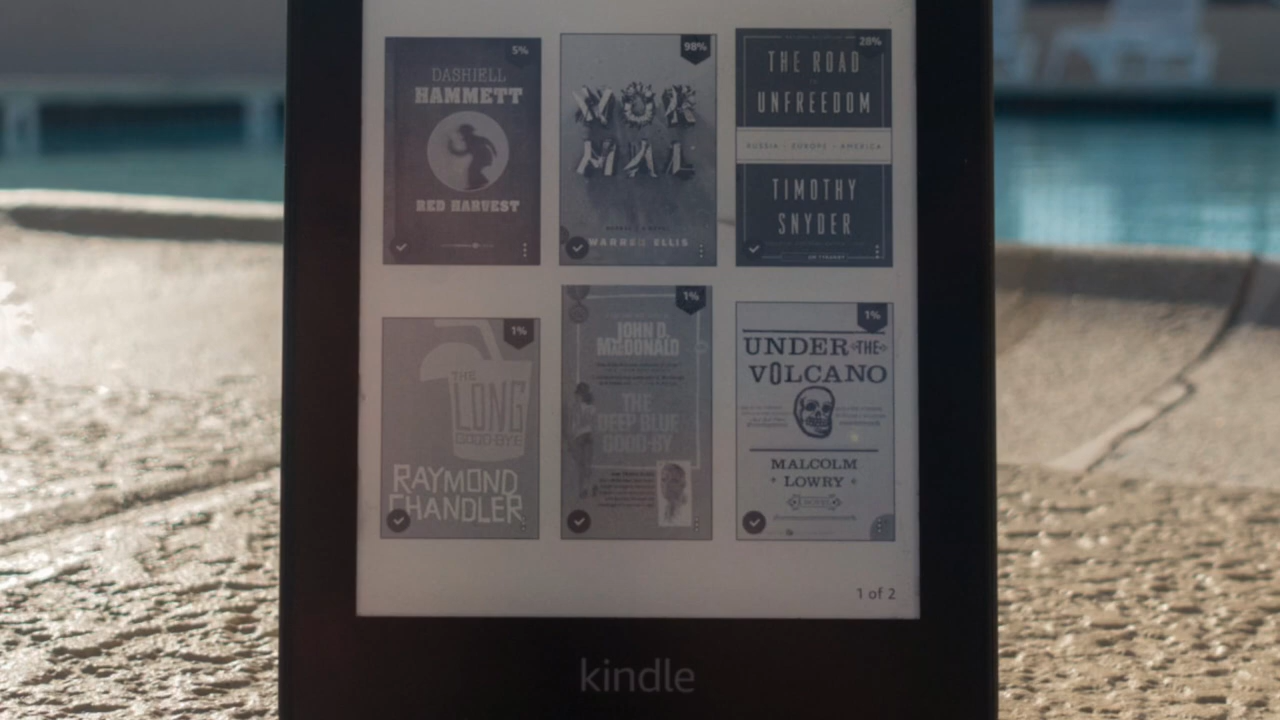 5%
DASHIELL
HAMMETT
RED HARVEST
98%
NOR
MAL
WARREN ELLIS
28%
THE ROAD
UNFREEDOM
RUSSIA · EUROPE · AMERICA
TIMOTHY
SNYDER
ON TYRANNY
1%
THE
LONG
GOOD-BYE
RAYMOND
CHANDLER
1%
JOHN D.
MACDONALD
THE
DEEP BLUE
GOOD-BY
1%
UNDER THE
VOLCANO
MALCOLM
LOWRY
1 of 2
kindle